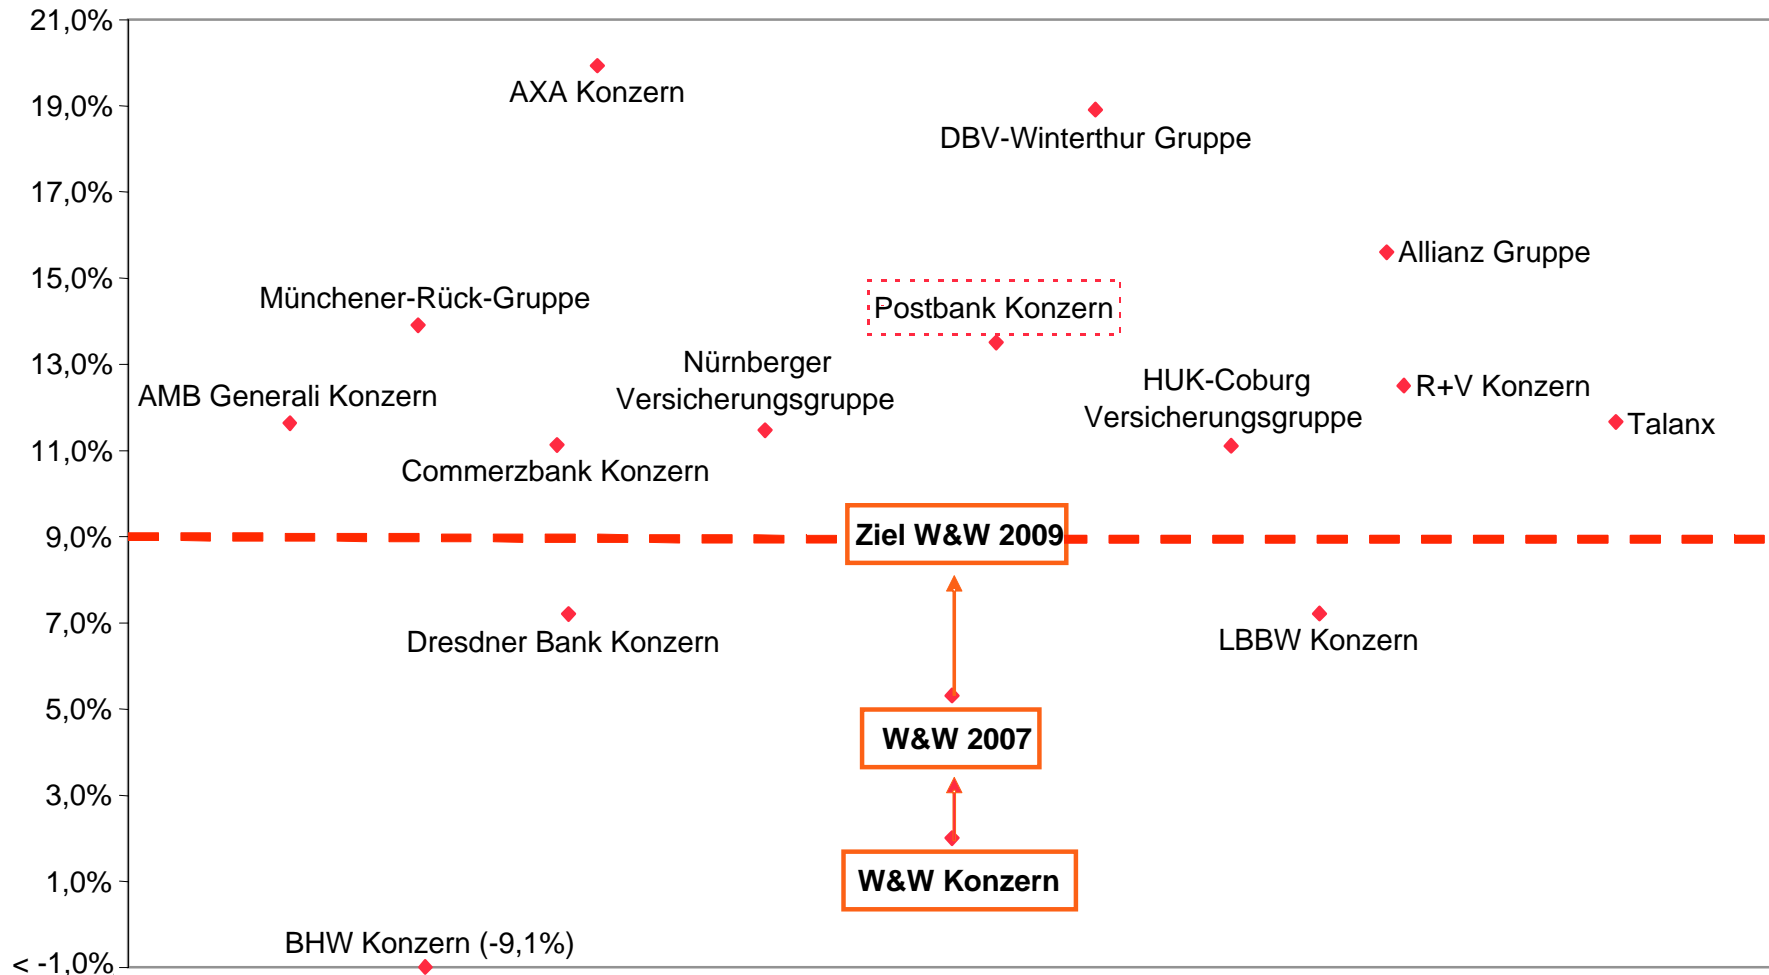 21,0%
AXA Konzern
19,0%
DBV-Winterthur Gruppe
17,0%
Allianz Gruppe
15,0%
Münchener-Rück-Gruppe
Postbank Konzern
13,0%
Nürnberger
Versicherungsgruppe
HUK-Coburg
Versicherungsgruppe
R+V Konzern
AMB Generali Konzern
Talanx
11,0%
Commerzbank Konzern
9,0%
Ziel W&W 2009
7,0%
Dresdner Bank Konzern
LBBW Konzern
5,0%
W&W 2007
3,0%
1,0%
W&W Konzern
BHW Konzern (-9,1%)
< -1,0%